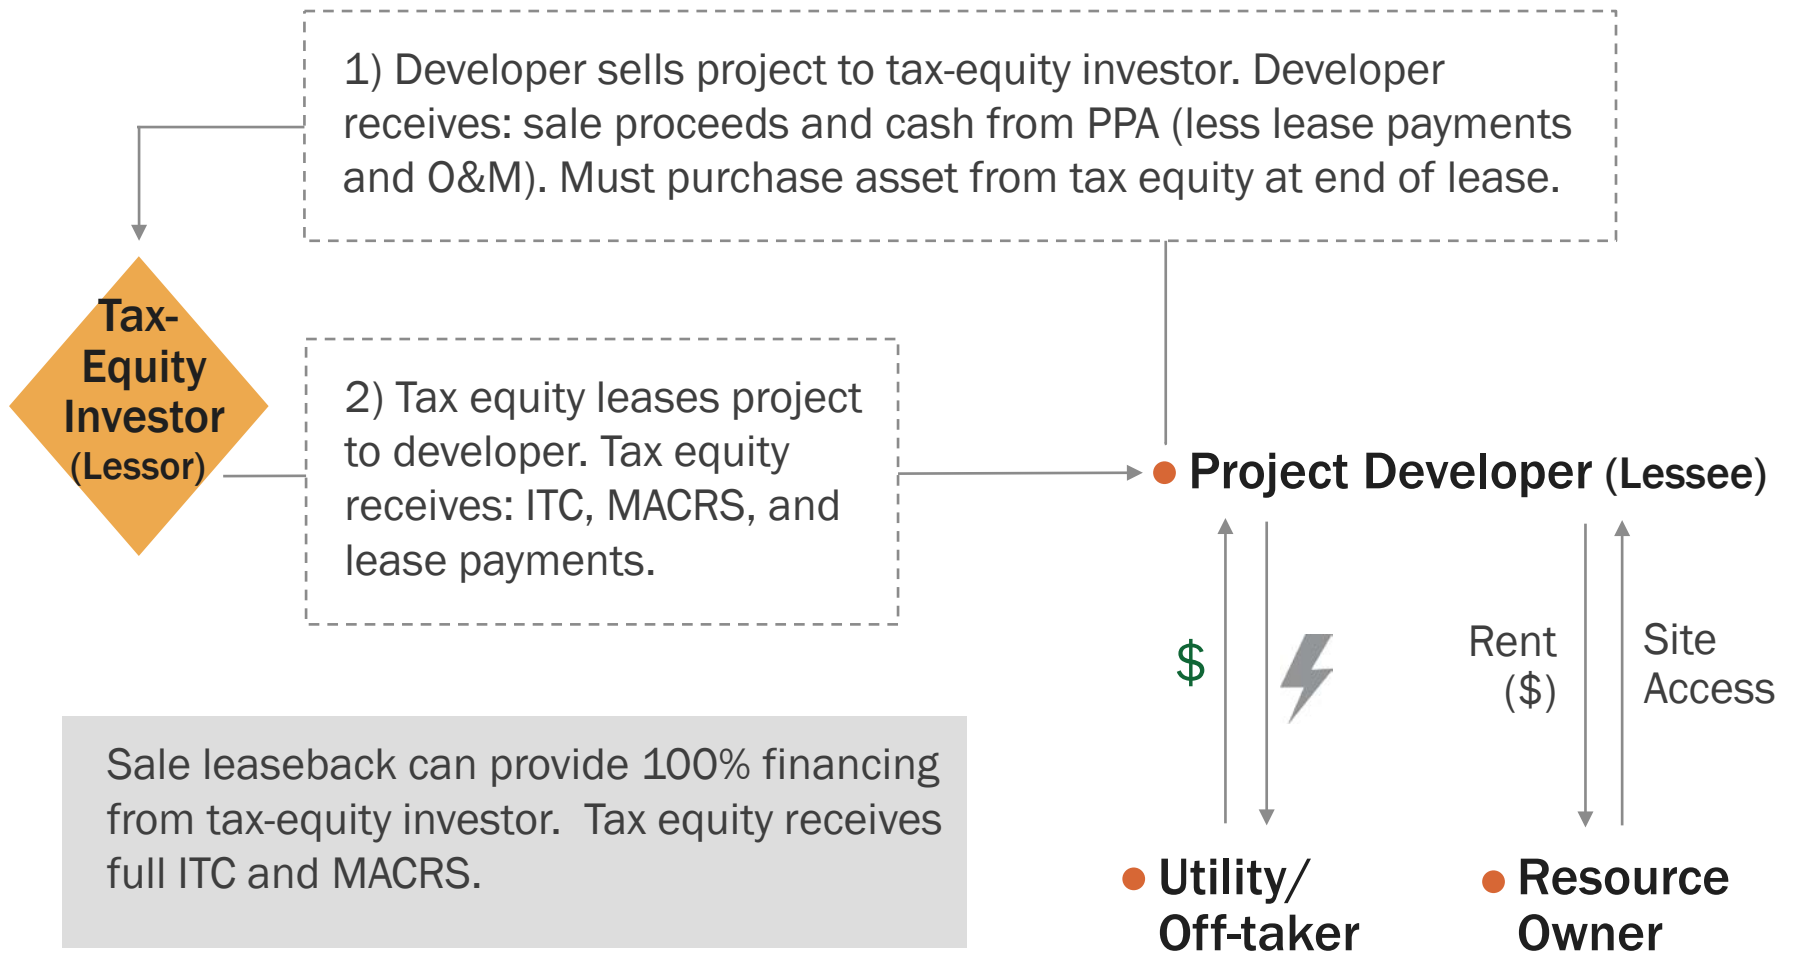 1) Developer sells project to tax-equity investor. Developer
receives: sale proceeds and cash from PPA (less lease payments
and O&M). Must purchase asset from tax equity at end of lease.
Tax-
Equity
Investor
(Lessor)
2) Tax equity leases project
to developer. Tax equity
receives: ITC, MACRS, and
lease payments.
Project Developer (Lessee)
$
Rent
($)
Site
Access
Sale leaseback can provide 100% financing
from tax-equity investor.  Tax equity receives
full ITC and MACRS.
Utility/
Off-taker
Resource
Owner